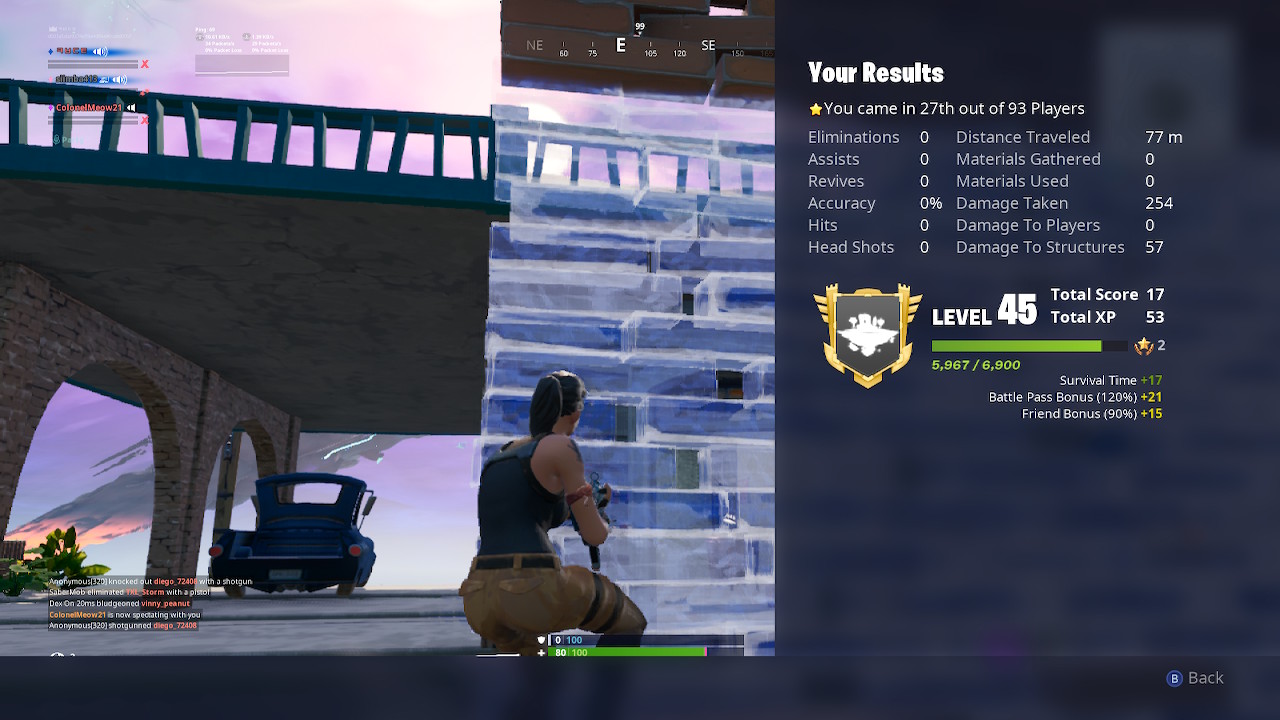 99
NE E SE
60 75 105 120 150
ColonelMeow21
Anonymous[320] knocked out diego_72408 with a shotgun
SaberMob eliminated TXL_Storm with a pistol
Dex On 20ms bludgeoned vinny_peanut
ColonelMeow21 is now spectating with you
Anonymous[320] shotgunned diego_72408
0 | 100
80 | 100
Your Results
You came in 27th out of 93 Players
Eliminations 0 Distance Traveled 77 m
Assists 0 Materials Gathered 0
Revives 0 Materials Used 0
Accuracy 0% Damage Taken 254
Hits 0 Damage To Players 0
Head Shots 0 Damage To Structures 57
LEVEL 45
Total Score 17
Total XP 53
2
5,967 / 6,900
Survival Time +17
Battle Pass Bonus (120%) +21
Friend Bonus (90%) +15
B Back